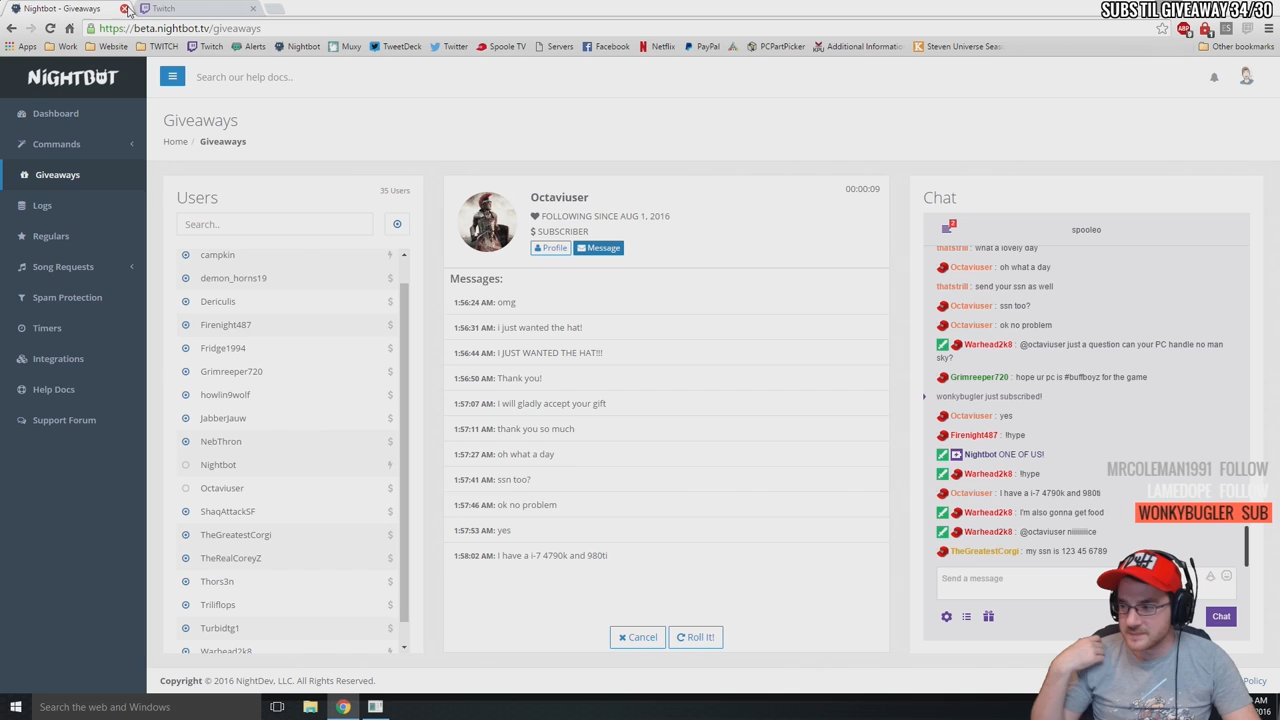 Nightbot - Giveaways
Twitch
SUBS TIL GIVEAWAY 34/30
https://beta.nightbot.tv/giveaways
Apps Work Website TWITCH Twitch Alerts Nightbot Muxy TweetDeck Twitter Spoole TV Servers Facebook Netflix PayPal PCPartPicker Additional Informatio Steven Universe Seas Other bookmarks
NIGHTBOT
Search our help docs..
Dashboard
Commands
Giveaways
Logs
Regulars
Song Requests
Spam Protection
Timers
Integrations
Help Docs
Support Forum
Giveaways
Home / Giveaways
Users
35 Users
Search..
campkin
demon_horns19 $
Dericulis $
Firenight487 $
Fridge1994 $
Grimreeper720 $
howlin9wolf $
JabberJauw $
NebThron $
Nightbot
Octaviuser $
ShaqAttackSF $
TheGreatestCorgi $
TheRealCoreyZ $
Thors3n $
Triliflops $
Turbidtg1 $
Warhead2k8
Octaviuser
00:00:09
FOLLOWING SINCE AUG 1, 2016
$ SUBSCRIBER
Profile Message
Messages:
1:56:24 AM: omg
1:56:31 AM: i just wanted the hat!
1:56:44 AM: I JUST WANTED THE HAT!!!
1:56:50 AM: Thank you!
1:57:07 AM: I will gladly accept your gift
1:57:11 AM: thank you so much
1:57:27 AM: oh what a day
1:57:41 AM: ssn too?
1:57:46 AM: ok no problem
1:57:53 AM: yes
1:58:02 AM: I have a i-7 4790k and 980ti
Cancel Roll It!
Chat
2
spooleo
thatstrill : what a lovely day
Octaviuser : oh what a day
thatstrill : send your ssn as well
Octaviuser : ssn too?
Octaviuser : ok no problem
Warhead2k8 : @octaviuser just a question can your PC handle no man
sky?
Grimreeper720 : hope ur pc is #buffboyz for the game
wonkybugler just subscribed!
Octaviuser : yes
Firenight487 : !hype
Nightbot ONE OF US!
Warhead2k8 : !hype
Octaviuser : I have a i-7 4790k and 980ti
Warhead2k8 : I'm also gonna get food
Warhead2k8 : @octaviuser niiiiiiiice
TheGreatestCorgi : my ssn is 123 45 6789
Send a message
Chat
MRCOLEMAN1991 FOLLOW
LAMEDOPE FOLLOW
WONKYBUGLER SUB
Copyright © 2016 NightDev, LLC. All Rights Reserved.
Policy
Search the web and Windows
AM
2016